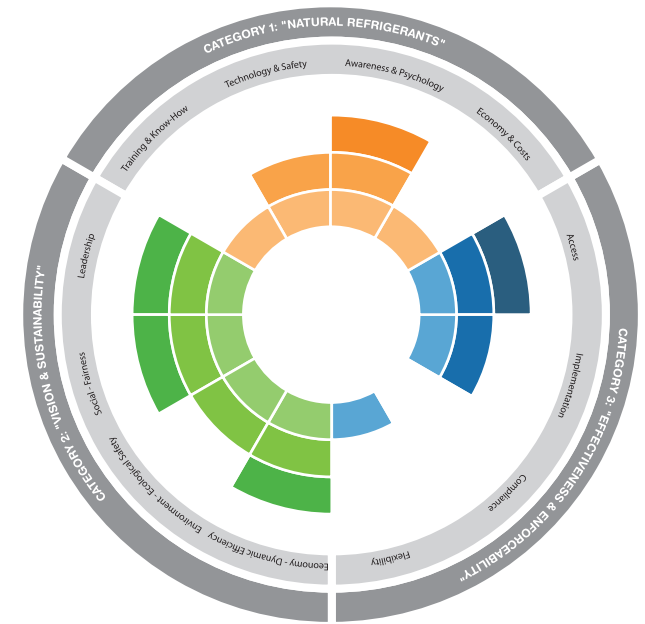 CATEGORY 1: "NATURAL REFRIGERANTS"
Training & Know-How
Technology & Safety
Awareness & Psychology
Economy & Costs
CATEGORY 3: "EFFECTIVENESS & ENFORCEABILITY"
Access
Implementation
Compliance
Flexibility
CATEGORY 2: "VISION & SUSTAINABILITY"
Leadership
Social - Fairness
Environment - Ecological Safety
Economy - Dynamic Efficiency